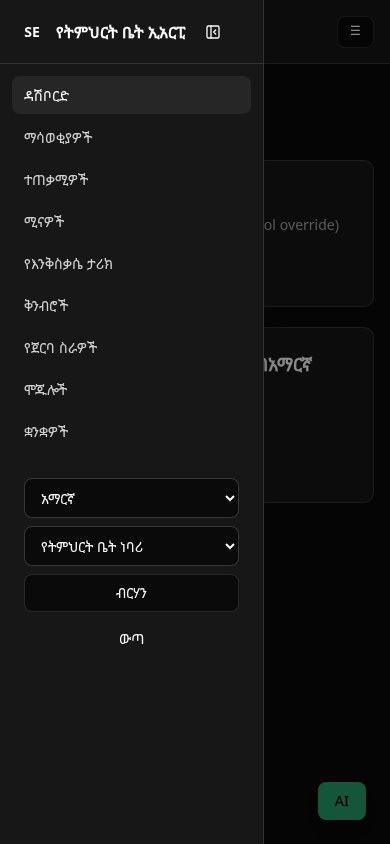 SE የትምህርት ቤት ኢአርፒ
☰
ዳሽቦርድ
ማሳወቂያዎች
ተጠቃሚዎች
ሚናዎች
የእንቅስቃሴ ታሪክ
ቅንብሮች
የጀርባ ስራዎች
ሞጁሎች
ቋንቋዎች
አማርኛ
የትምህርት ቤት ነባሪ
ብርሃን
ውጣ
ol override)
በአማርኛ
AI